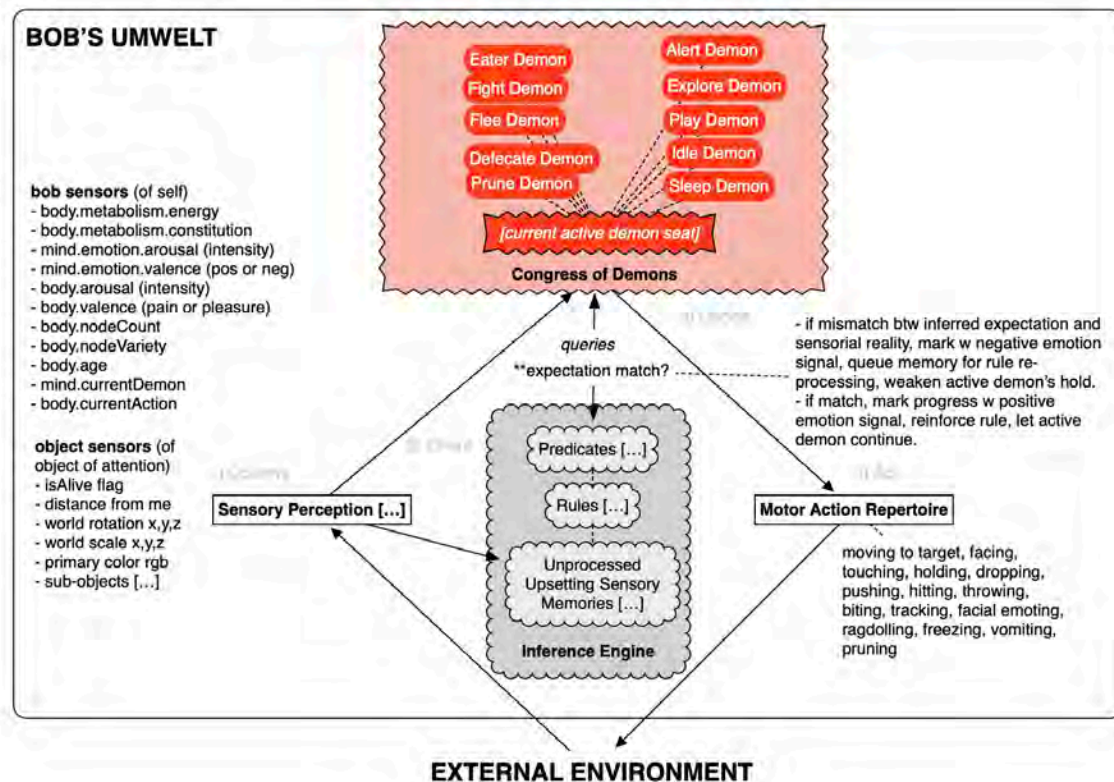 BOB'S UMWELT
Eater Demon
Fight Demon
Flee Demon
Defecate Demon
Prune Demon
Alert Demon
Explore Demon
Play Demon
Idle Demon
Sleep Demon
[current active demon seat]
Congress of Demons
bob sensors (of self)
- body.metabolism.energy
- body.metabolism.constitution
- mind.emotion.arousal (intensity)
- mind.emotion.valence (pos or neg)
- body.arousal (intensity)
- body.valence (pain or pleasure)
- body.nodeCount
- body.nodeVariety
- body.age
- mind.currentDemon
- body.currentAction
object sensors (of
object of attention)
- isAlive flag
- distance from me
- world rotation x,y,z
- world scale x,y,z
- primary color rgb
- sub-objects […]
queries
**expectation match?
- if mismatch btw inferred expectation and
sensorial reality, mark w negative emotion
signal, queue memory for rule re-
processing, weaken active demon's hold.
- if match, mark progress w positive
emotion signal, reinforce rule, let active
demon continue.
Predicates […]
Rules […]
Unprocessed
Upsetting Sensory
Memories […]
Inference Engine
Sensory Perception […]
Motor Action Repertoire
moving to target, facing,
touching, holding, dropping,
pushing, hitting, throwing,
biting, tracking, facial emoting,
ragdolling, freezing, vomiting,
pruning
EXTERNAL ENVIRONMENT